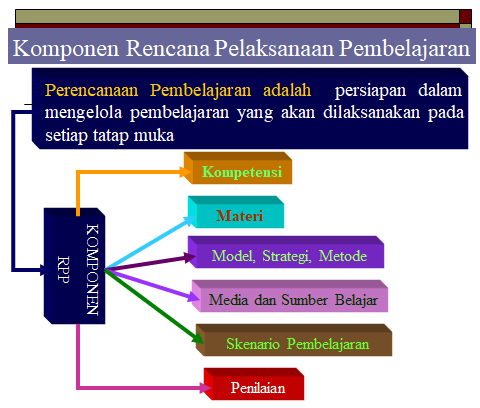 Komponen Rencana Pelaksanaan Pembelajaran
Perencanaan Pembelajaran adalah persiapan dalam
mengelola pembelajaran yang akan dilaksanakan pada
setiap tatap muka
KOMPONEN
RPP
Kompetensi
Materi
Model, Strategi, Metode
Media dan Sumber Belajar
Skenario Pembelajaran
Penilaian